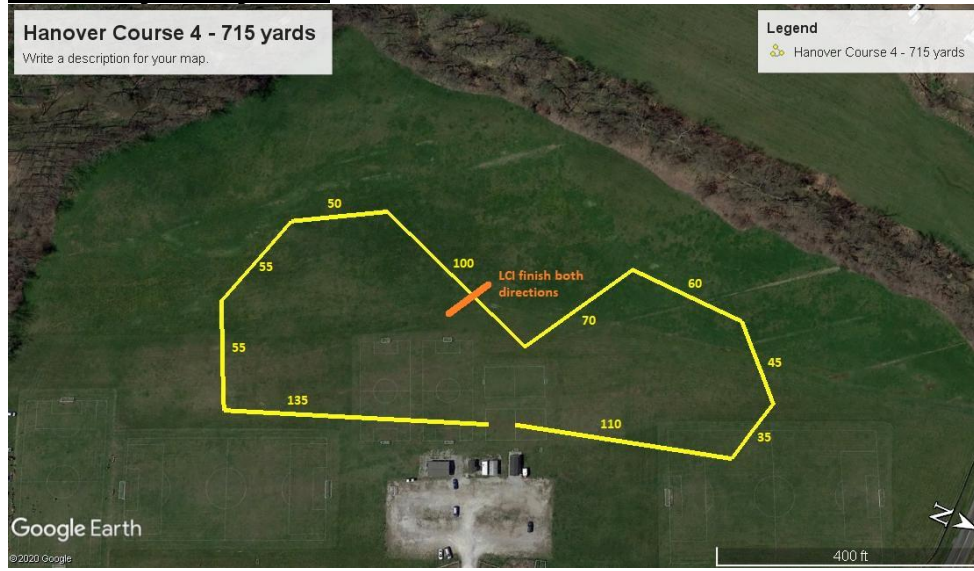 Hanover Course 4 - 715 yards
Write a description for your map.
Legend
Hanover Course 4 - 715 yards
50
55
100
LCI finish both
directions
60
70
55
45
135
110
35
N
Google Earth
©2020 Google
400 ft